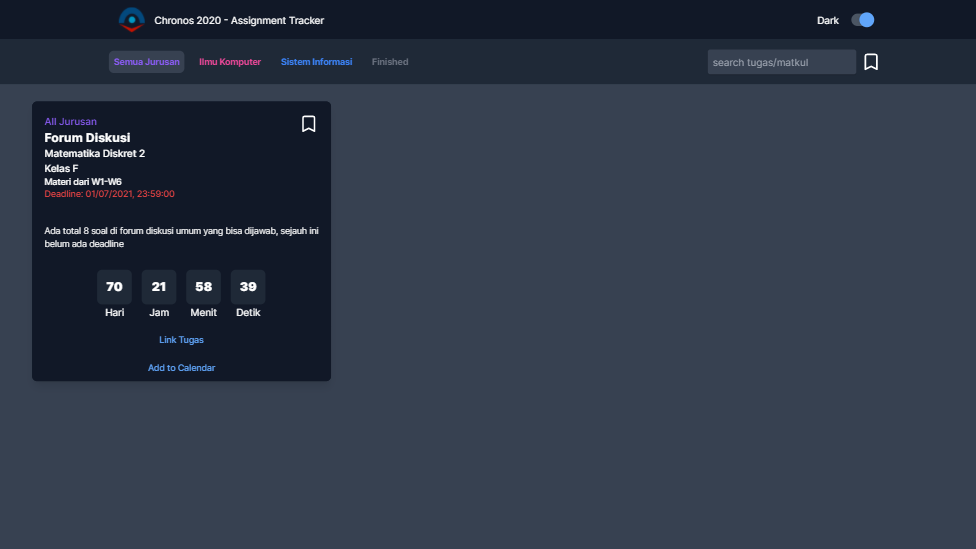 Chronos 2020 - Assignment Tracker
Dark
Semua Jurusan Ilmu Komputer Sistem Informasi Finished
search tugas/matkul
All Jurusan
Forum Diskusi
Matematika Diskret 2
Kelas F
Materi dari W1-W6
Deadline: 01/07/2021, 23:59:00
Ada total 8 soal di forum diskusi umum yang bisa dijawab, sejauh ini
belum ada deadline
70 21 58 39
Hari Jam Menit Detik
Link Tugas
Add to Calendar